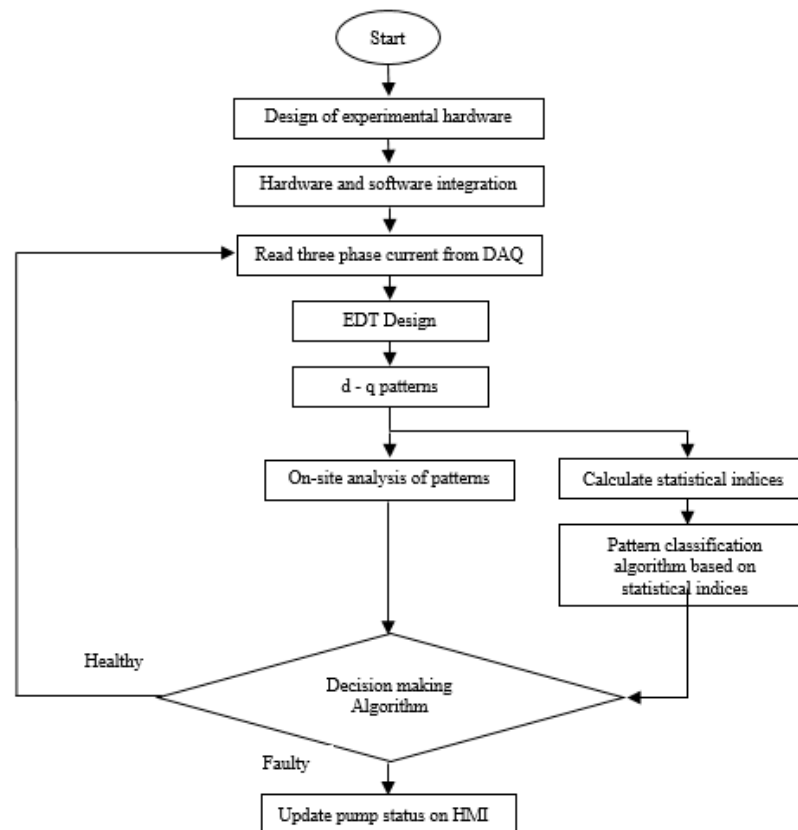 Start
Design of experimental hardware
Hardware and software integration
Read three phase current from DAQ
EDT Design
d - q patterns
On-site analysis of patterns
Calculate statistical indices
Pattern classification
algorithm based on
statistical indices
Healthy
Decision making
Algorithm
Faulty
Update pump status on HMI